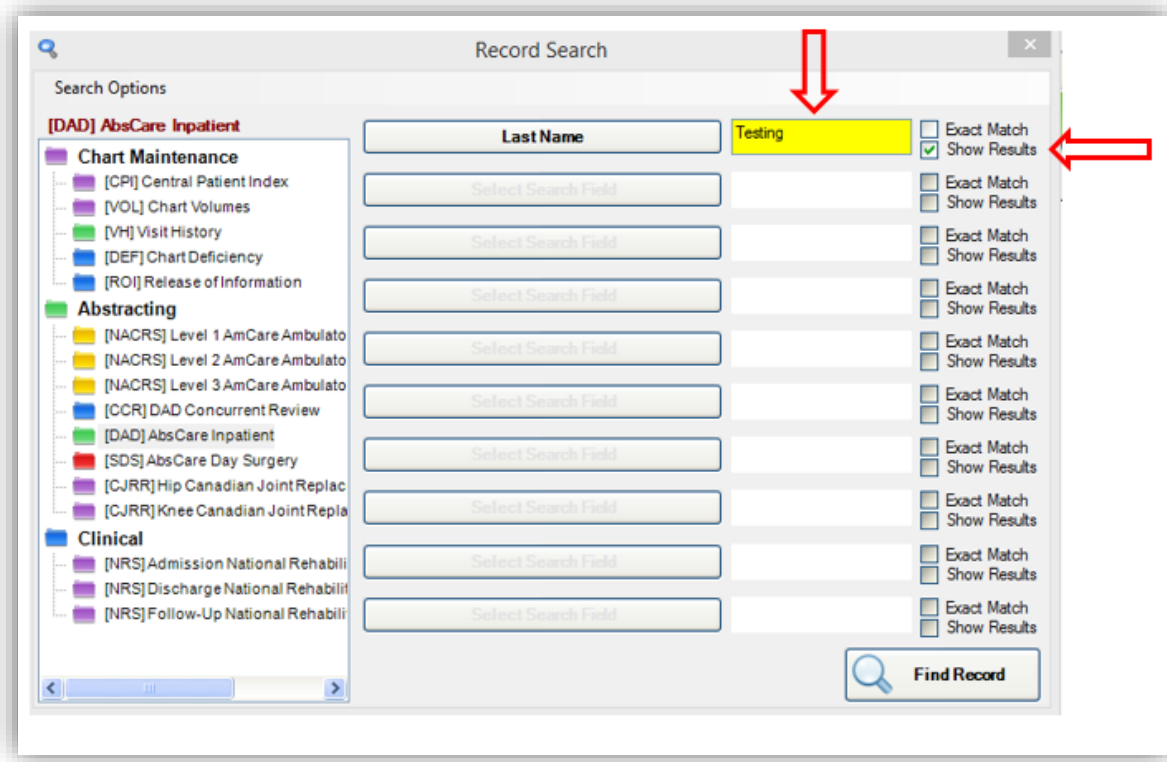 Record Search
Search Options
[DAD] AbsCare Inpatient
Chart Maintenance
[CPI] Central Patient Index
[VOL] Chart Volumes
[VH] Visit History
[DEF] Chart Deficiency
[ROI] Release of Information
Abstracting
[NACRS] Level 1 AmCare Ambulato
[NACRS] Level 2 AmCare Ambulato
[NACRS] Level 3 AmCare Ambulato
[CCR] DAD Concurrent Review
[DAD] AbsCare Inpatient
[SDS] AbsCare Day Surgery
[CJRR] Hip Canadian Joint Replac
[CJRR] Knee Canadian Joint Repla
Clinical
[NRS] Admission National Rehabili
[NRS] Discharge National Rehabilit
[NRS] Follow-Up National Rehabili
Last Name
Testing
Exact Match
Show Results
Select Search Field
Exact Match
Show Results
Select Search Field
Exact Match
Show Results
Select Search Field
Exact Match
Show Results
Select Search Field
Exact Match
Show Results
Select Search Field
Exact Match
Show Results
Select Search Field
Exact Match
Show Results
Select Search Field
Exact Match
Show Results
Select Search Field
Exact Match
Show Results
Select Search Field
Exact Match
Show Results
Find Record